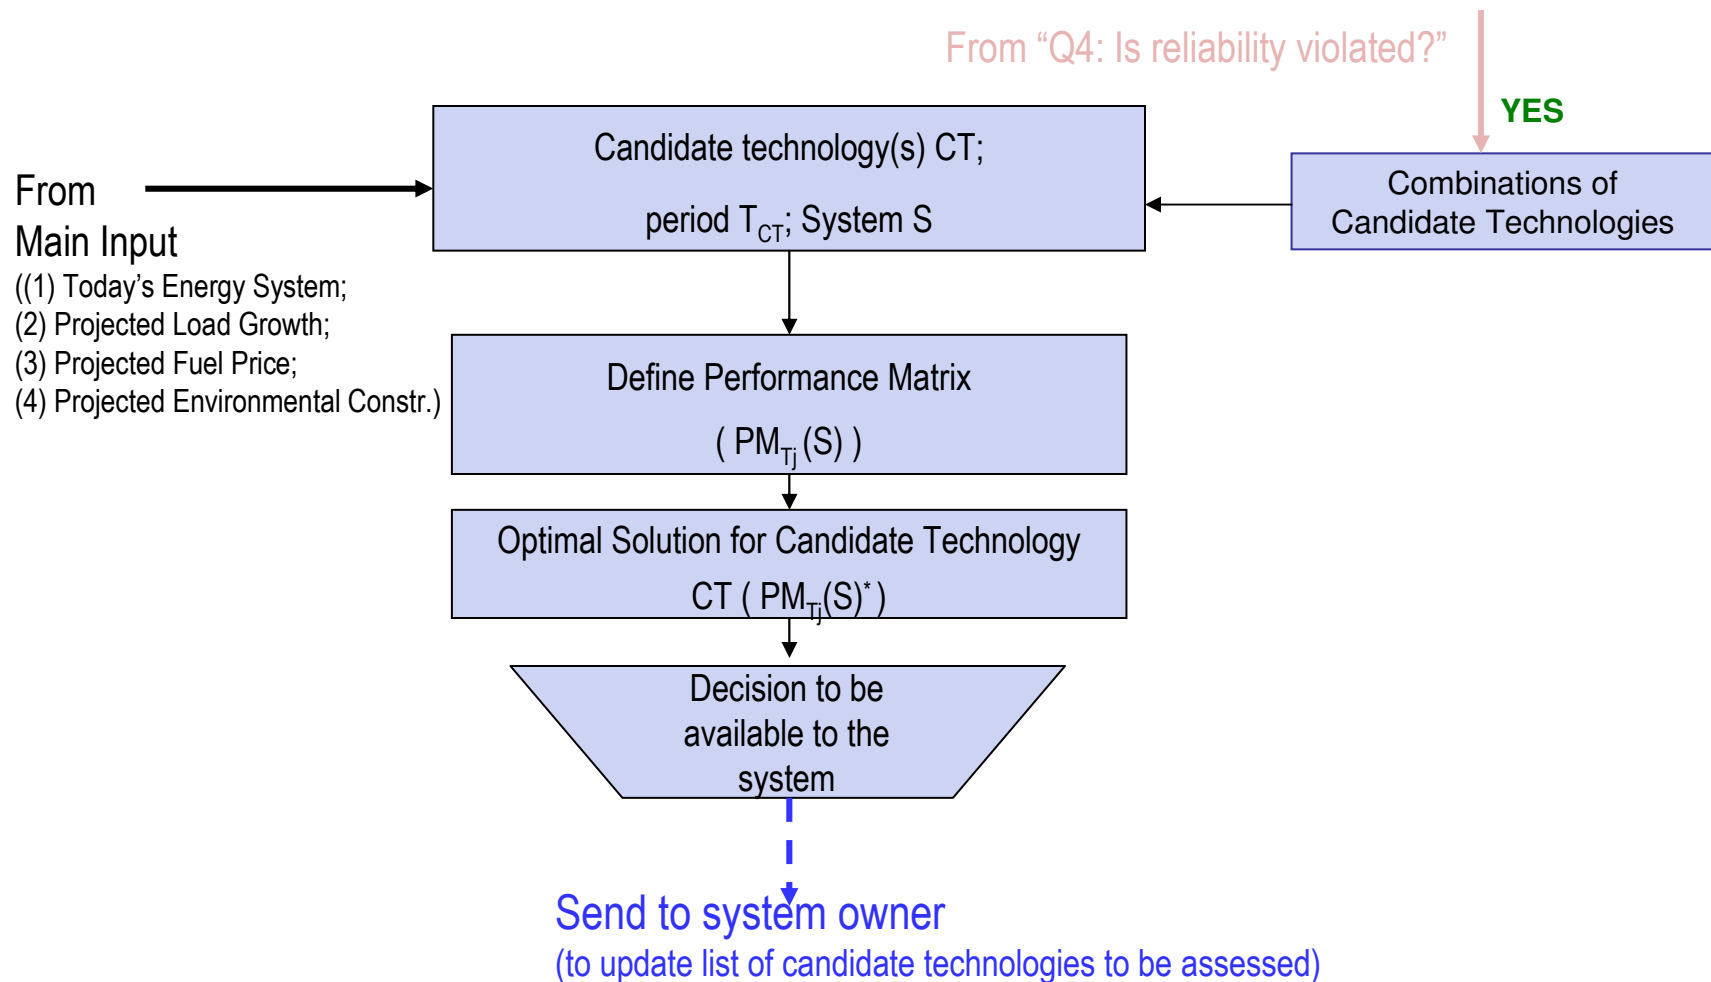 From “Q4: Is reliability violated?”
YES
Candidate technology(s) CT;
period T_CT; System S
Combinations of
Candidate Technologies
From
Main Input
((1) Today’s Energy System;
(2) Projected Load Growth;
(3) Projected Fuel Price;
(4) Projected Environmental Constr.)
Define Performance Matrix
( PM_Tj (S) )
Optimal Solution for Candidate Technology
CT ( PM_Tj(S)* )
Decision to be
available to the
system
Send to system owner
(to update list of candidate technologies to be assessed)